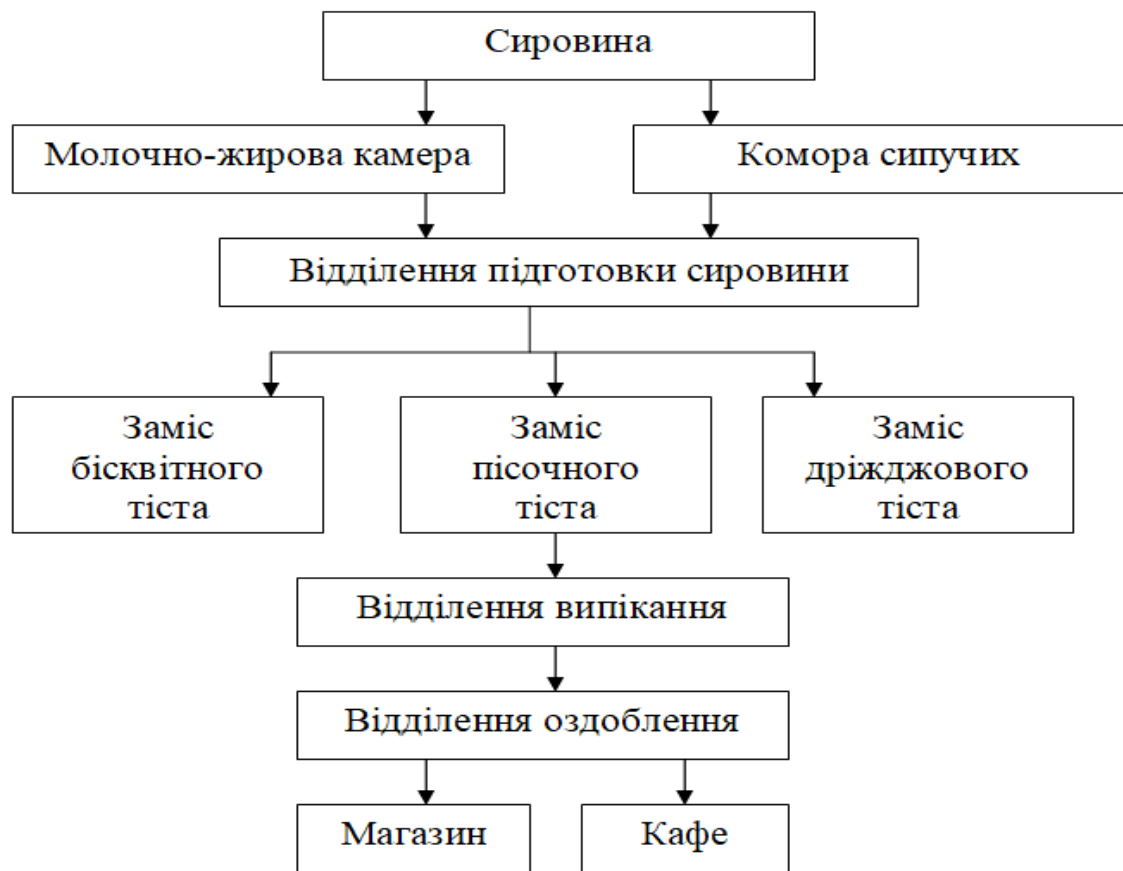 Сировина
Молочно-жирова камера
Комора сипучих
Відділення підготовки сировини
Заміс
бісквітного
тіста
Заміс
пісочного
тіста
Заміс
дріжджового
тіста
Відділення випікання
Відділення оздоблення
Магазин
Кафе